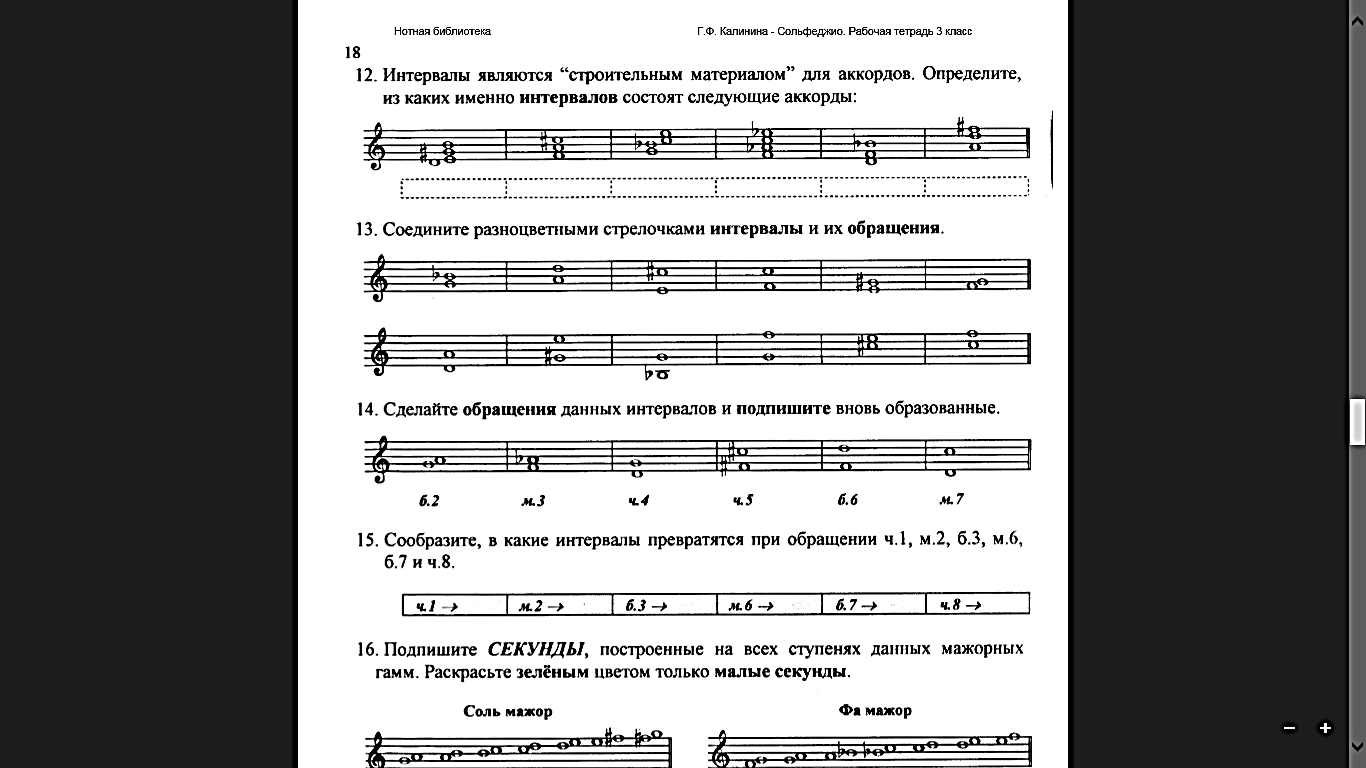 Нотная библиотека Г.Ф. Калинина - Сольфеджио. Рабочая тетрадь 3 класс
18
12. Интервалы являются “строительным материалом” для аккордов. Определите,
из каких именно интервалов состоят следующие аккорды:
13. Соедините разноцветными стрелочками интервалы и их обращения.
14. Сделайте обращения данных интервалов и подпишите вновь образованные.
б.2 м.3 ч.4 ч.5 б.6 м.7
15. Сообразите, в какие интервалы превратятся при обращении ч.1, м.2, б.3, м.6,
б.7 и ч.8.
ч.1 → м.2 → б.3 → м.6 → б.7 → ч.8 →
16. Подпишите СЕКУНДЫ, построенные на всех ступенях данных мажорных
гамм. Раскрасьте зелёным цветом только малые секунды.
Соль мажор Фа мажор